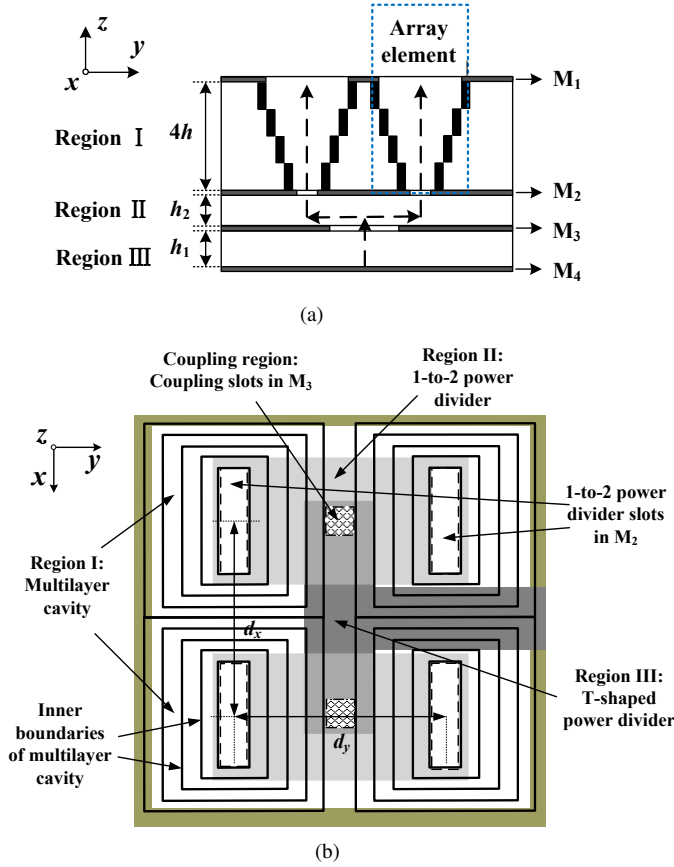 z
y
x
Array
element
M1
Region Ⅰ
4h
M2
Region Ⅱ
h2
M3
Region Ⅲ
h1
M4
(a)
Coupling region:
Coupling slots in M3
Region II:
1-to-2 power
divider
z
y
x
1-to-2 power
divider slots
in M2
Region I:
Multilayer
cavity
dx
Region III:
T-shaped
power divider
Inner
boundaries
of multilayer
cavity
dy
(b)